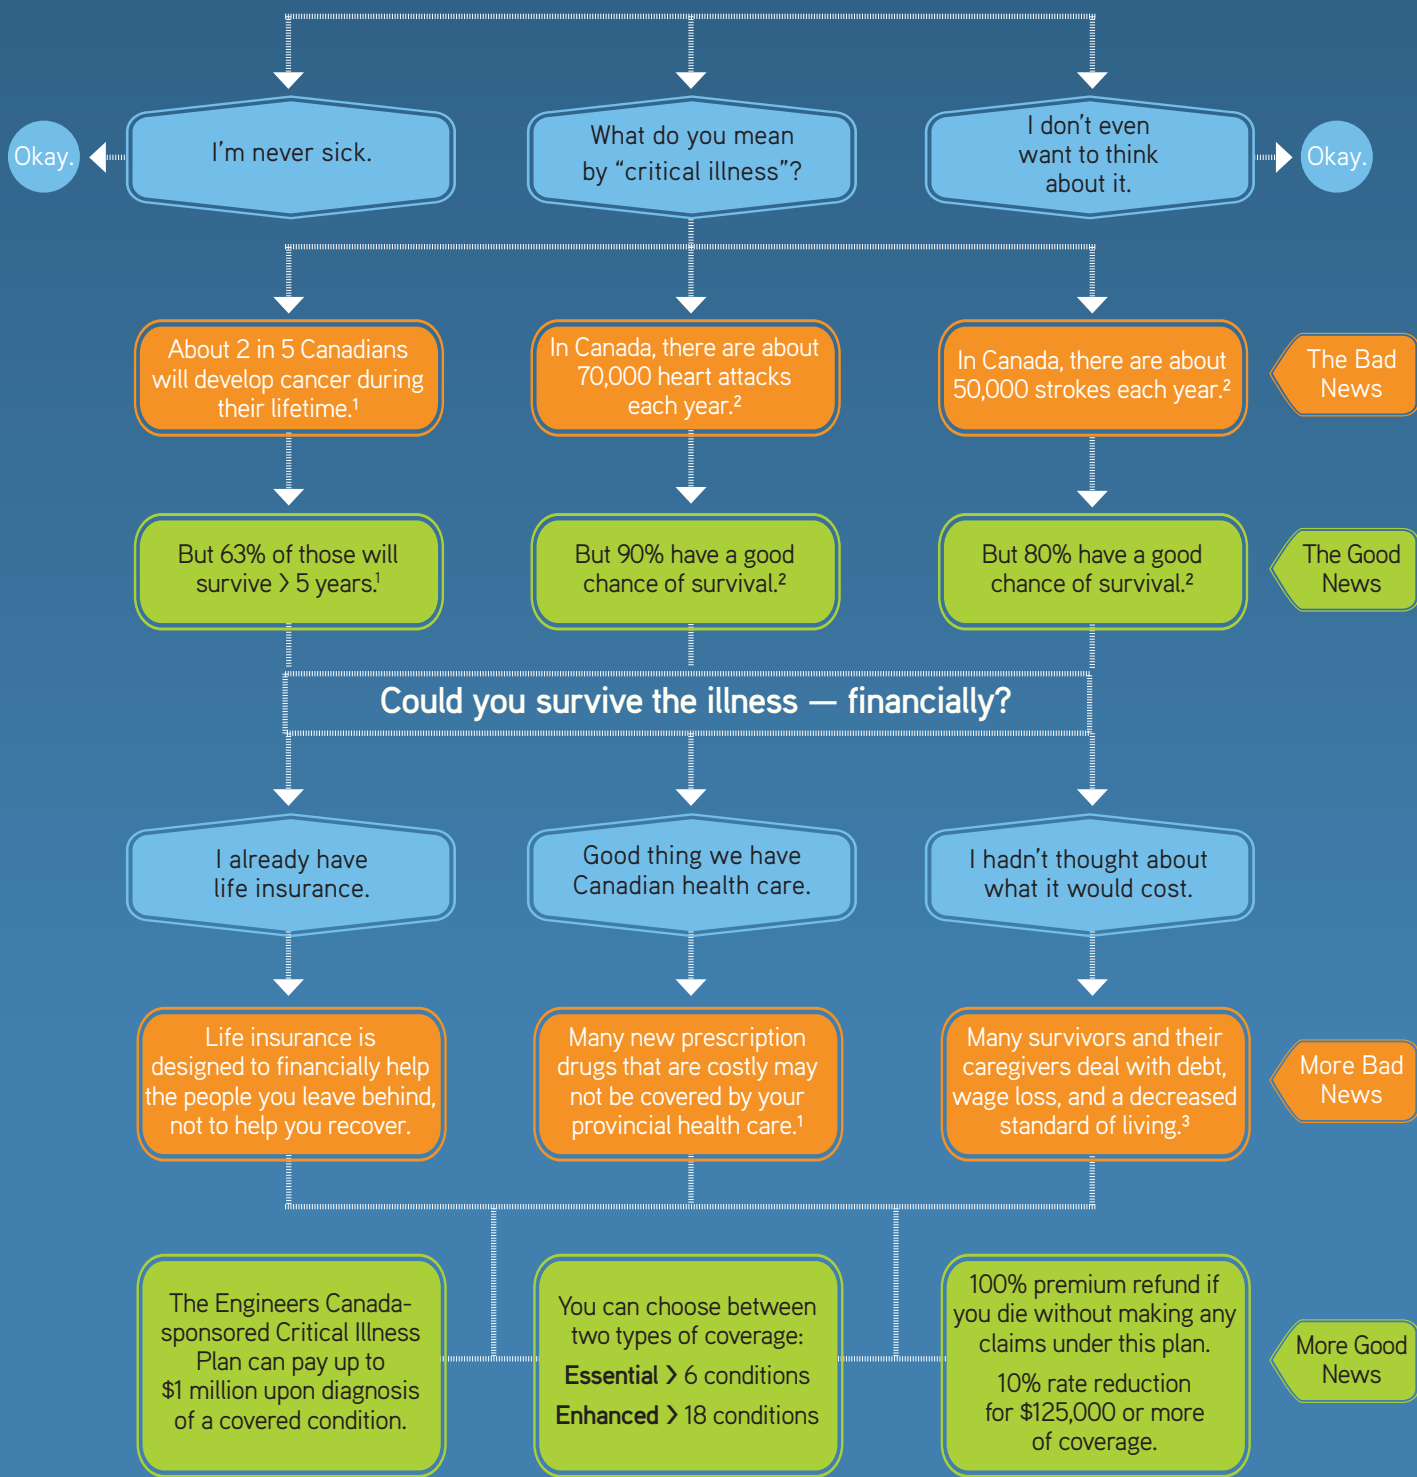 Okay.
I'm never sick.
What do you mean
by “critical illness”?
I don't even
want to think
about it.
Okay.
About 2 in 5 Canadians
will develop cancer during
their lifetime.¹
In Canada, there are about
70,000 heart attacks
each year.²
In Canada, there are about
50,000 strokes each year.²
The Bad
News
But 63% of those will
survive > 5 years.¹
But 90% have a good
chance of survival.²
But 80% have a good
chance of survival.²
The Good
News
Could you survive the illness — financially?
I already have
life insurance.
Good thing we have
Canadian health care.
I hadn't thought about
what it would cost.
Life insurance is
designed to financially help
the people you leave behind,
not to help you recover.
Many new prescription
drugs that are costly may
not be covered by your
provincial health care.¹
Many survivors and their
caregivers deal with debt,
wage loss, and a decreased
standard of living.³
More Bad
News
The Engineers Canada-
sponsored Critical Illness
Plan can pay up to
$1 million upon diagnosis
of a covered condition.
You can choose between
two types of coverage:
Essential > 6 conditions
Enhanced > 18 conditions
100% premium refund if
you die without making any
claims under this plan.
10% rate reduction
for $125,000 or more
of coverage.
More Good
News